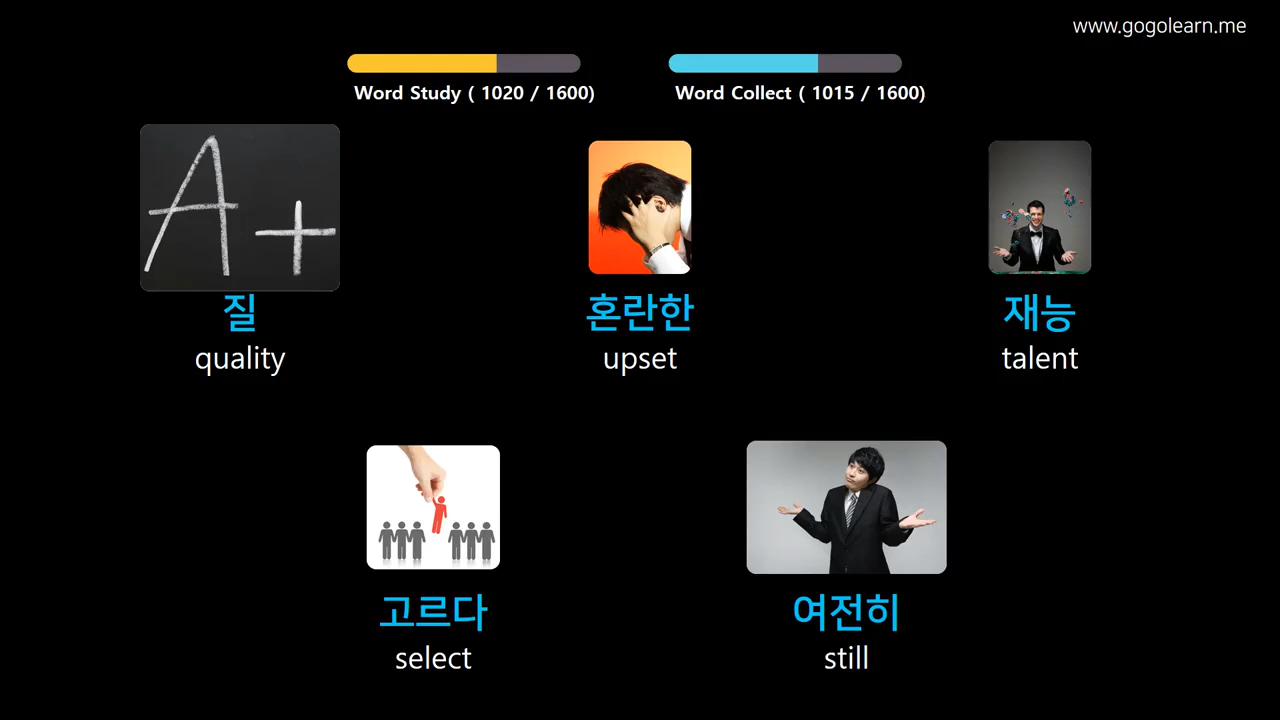 www.gogolearn.me
Word Study ( 1020 / 1600)
Word Collect ( 1015 / 1600)
A+
질
quality
혼란한
upset
재능
talent
고르다
select
여전히
still